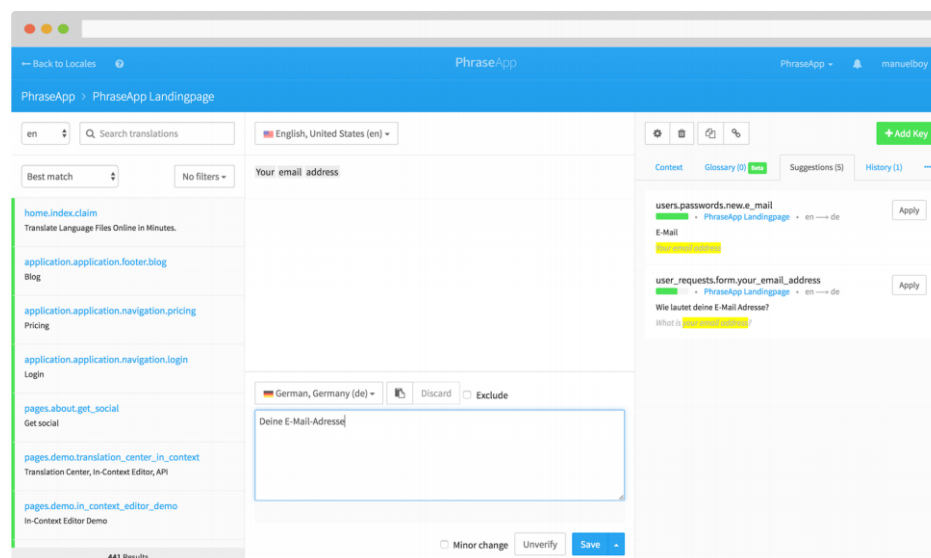 ← Back to Locales
PhraseApp
PhraseApp
manuelboy
PhraseApp > PhraseApp Landingpage
en
Search translations
Best match
No filters
home.index.claim
Translate Language Files Online in Minutes.
application.application.footer.blog
Blog
application.application.navigation.pricing
Pricing
application.application.navigation.login
Login
pages.about.get_social
Get social
pages.demo.translation_center_in_context
Translation Center, In-Context Editor, API
pages.demo.in_context_editor_demo
In-Context Editor Demo
441 Results
English, United States (en)
Your email address
German, Germany (de)
Discard
Exclude
Deine E-Mail-Adresse
Minor change
Unverify
Save
+ Add Key
Context
Glossary (0) Beta
Suggestions (5)
History (1)
users.passwords.new.e_mail
• PhraseApp Landingpage • en → de
E-Mail
Your email address
Apply
user_requests.form.your_email_address
• PhraseApp Landingpage • en → de
Wie lautet deine E-Mail Adresse?
What is your email address?
Apply